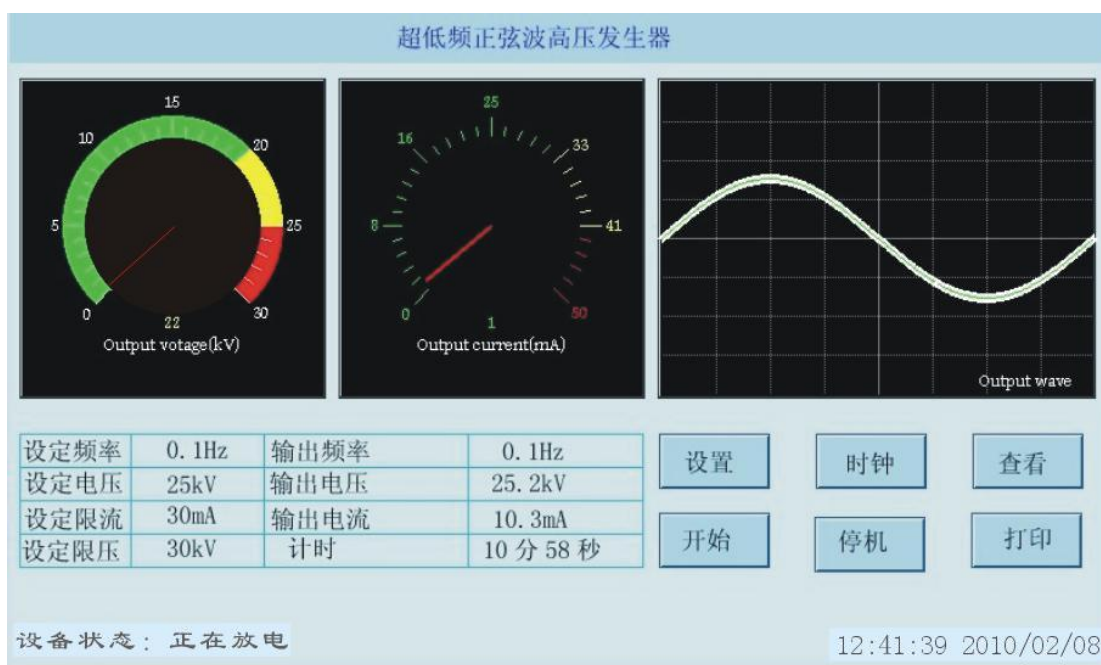 超低频正弦波高压发生器
15
10
20
5
25
0
30
22
Output votage(kV)
25
16
33
8
41
0
50
1
Output current(mA)
Output wave
设定频率 0.1Hz 输出频率 0.1Hz
设定电压 25kV 输出电压 25.2kV
设定限流 30mA 输出电流 10.3mA
设定限压 30kV 计时 10分58秒
设置 时钟 查看
开始 停机 打印
设备状态：正在放电
12:41:39 2010/02/08